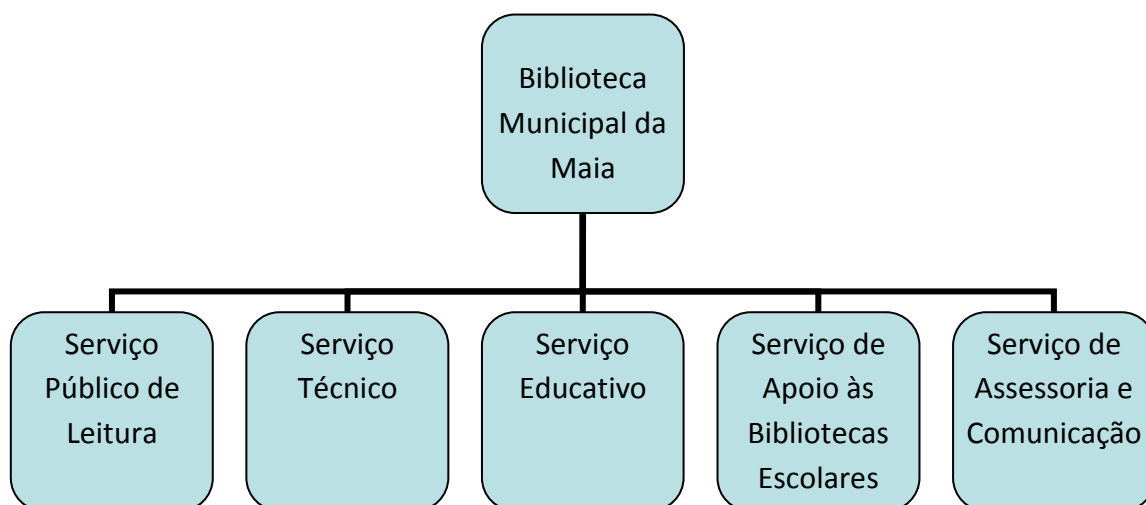 Biblioteca
Municipal da
Maia
Serviço
Público de
Leitura
Serviço
Técnico
Serviço
Educativo
Serviço de
Apoio às
Bibliotecas
Escolares
Serviço de
Assessoria e
Comunicação